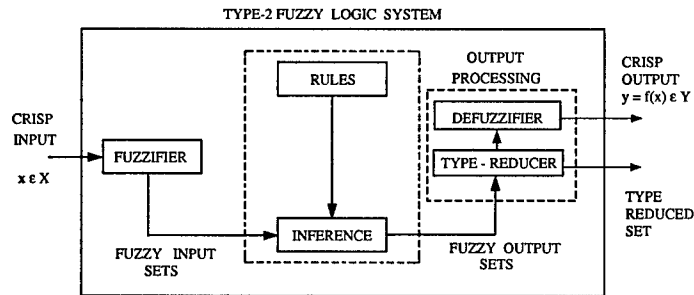 TYPE-2 FUZZY LOGIC SYSTEM
CRISP
INPUT
x ε X
FUZZIFIER
FUZZY INPUT
SETS
RULES
INFERENCE
FUZZY OUTPUT
SETS
OUTPUT
PROCESSING
DEFUZZIFIER
TYPE - REDUCER
CRISP
OUTPUT
y = f(x) ε Y
TYPE
REDUCED
SET